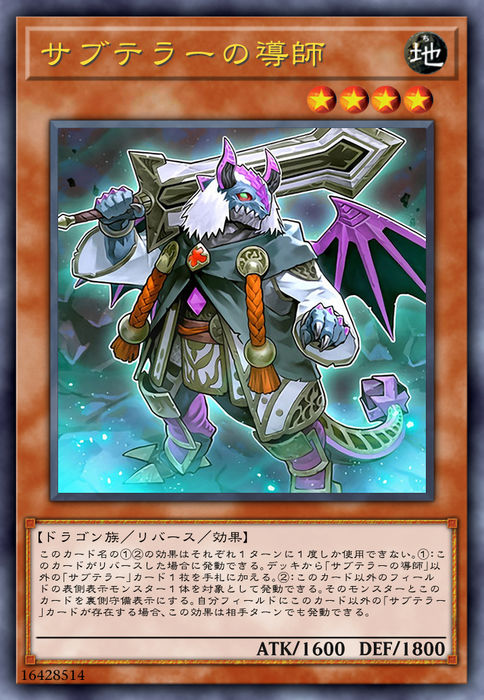 サブテラーの導師
ち
地
【ドラゴン族／リバース／効果】
このカード名の①②の効果はそれぞれ１ターンに１度しか使用できない。①：こ
のカードがリバースした場合に発動できる。デッキから「サブテラーの導師」以
外の「サブテラー」カード１枚を手札に加える。②：このカード以外のフィール
ドの表側表示モンスター１体を対象として発動できる。そのモンスターとこの
カードを裏側守備表示にする。自分フィールドにこのカード以外の「サブテラー」
カードが存在する場合、この効果は相手ターンでも発動できる。
ATK/1600 DEF/1800
16428514